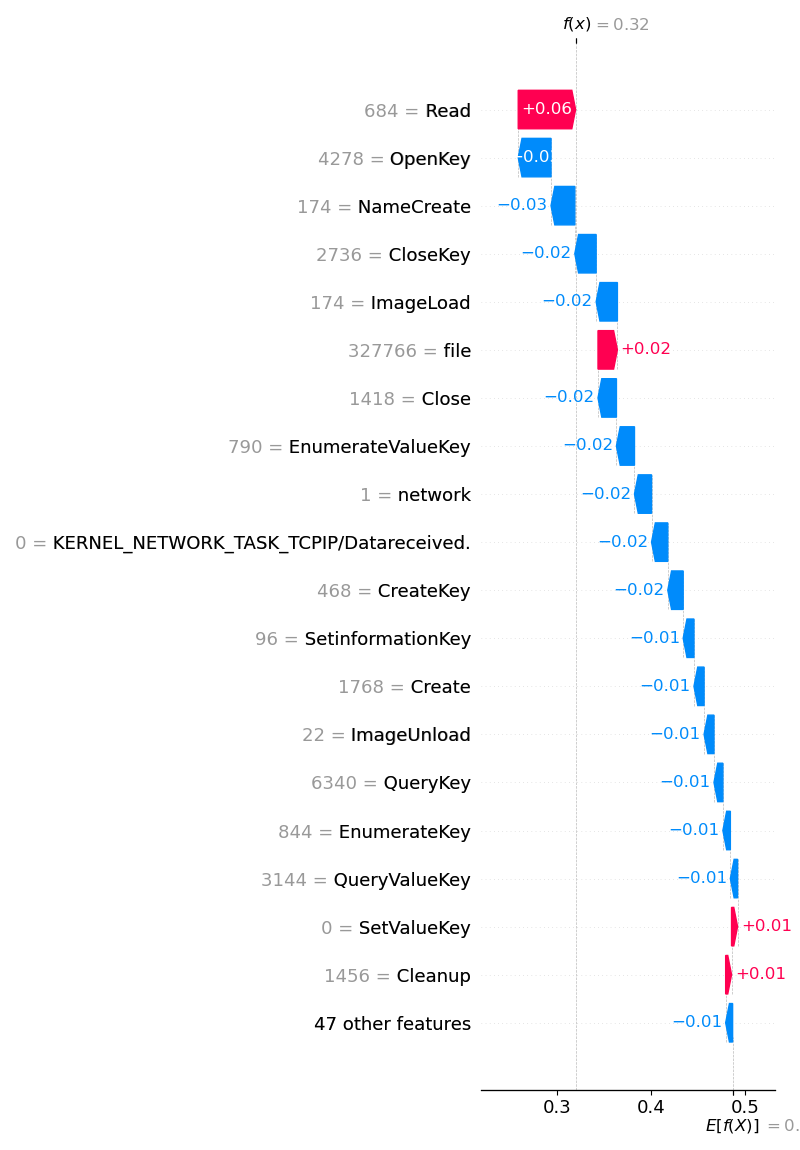 f(x) = 0.32
684 = Read +0.06
4278 = OpenKey −0.03
174 = NameCreate −0.03
2736 = CloseKey −0.02
174 = ImageLoad −0.02
327766 = file +0.02
1418 = Close −0.02
790 = EnumerateValueKey −0.02
1 = network −0.02
0 = KERNEL_NETWORK_TASK_TCPIP/Datareceived. −0.02
468 = CreateKey −0.02
96 = SetinformationKey −0.01
1768 = Create −0.01
22 = ImageUnload −0.01
6340 = QueryKey −0.01
844 = EnumerateKey −0.01
3144 = QueryValueKey −0.01
0 = SetValueKey +0.01
1456 = Cleanup +0.01
47 other features −0.01
0.3 0.4 0.5
E[f(X)] = 0.